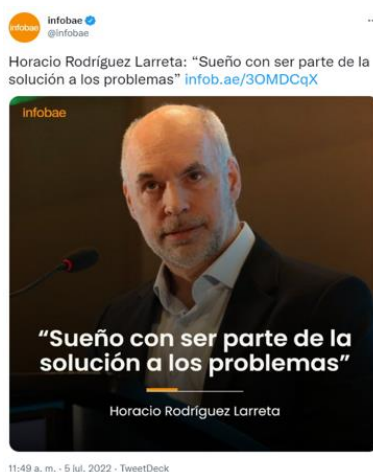 infobae
infobae
@infobae
Horacio Rodríguez Larreta: “Sueño con ser parte de la
solución a los problemas” infob.ae/3OMDCqX
infobae
“Sueño con ser parte de la
solución a los problemas”
Horacio Rodríguez Larreta
11:49 a. m. · 5 jul. 2022 · TweetDeck